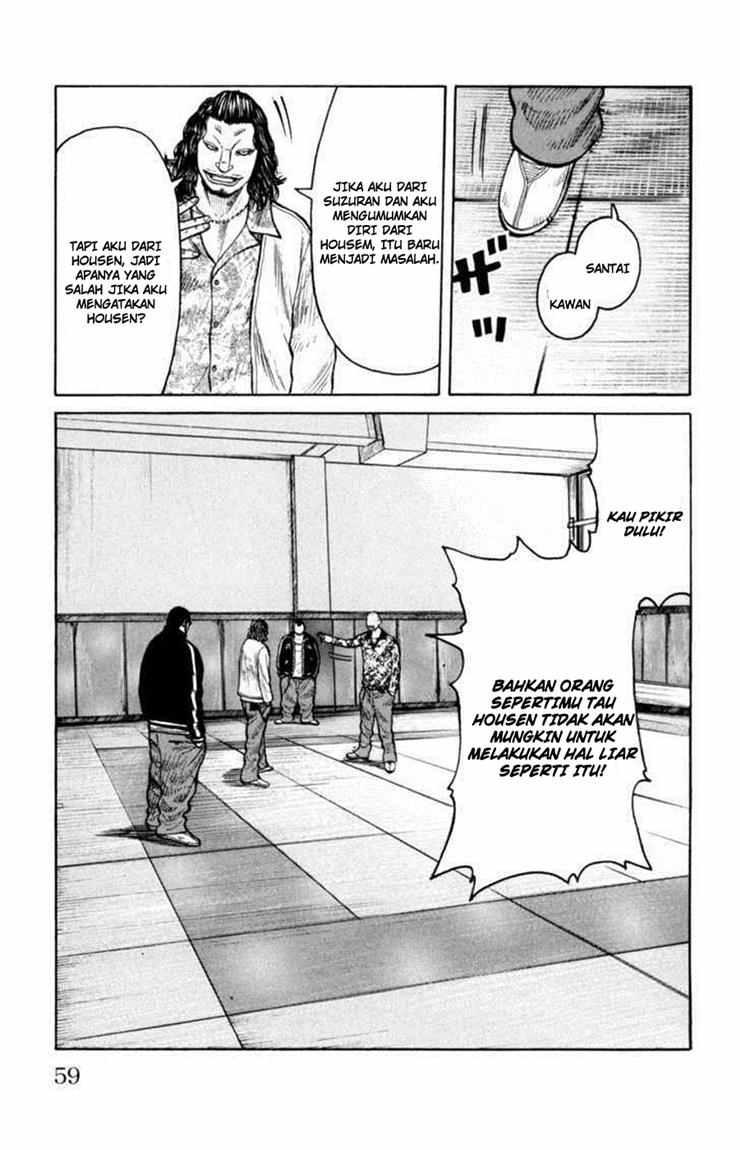 SANTAI
KAWAN
ザッ
JIKA AKU DARI
SUZURAN DAN AKU
MENGUMUMKAN
DIRI DARI
HOUSEM, ITU BARU
MENJADI MASALAH.
TAPI AKU DARI
HOUSEN, JADI
APANYA YANG
SALAH JIKA AKU
MENGATAKAN
HOUSEN?
KAU PIKIR
DULU!
BAHKAN ORANG
SEPERTIMU TAU
HOUSEN TIDAK AKAN
MUNGKIN UNTUK
MELAKUKAN HAL LIAR
SEPERTI ITU!
59